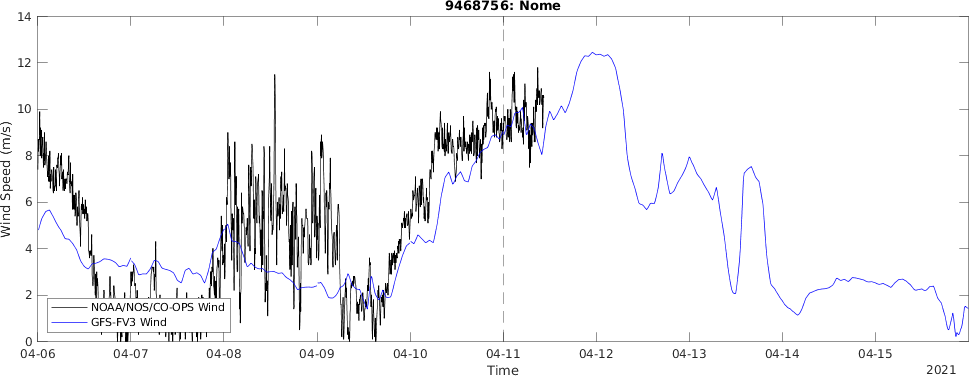 9468756: Nome
14
12
10
8
6
4
2
0
Wind Speed (m/s)
NOAA/NOS/CO-OPS Wind
GFS-FV3 Wind
04-06 04-07 04-08 04-09 04-10 04-11 04-12 04-13 04-14 04-15
Time
2021